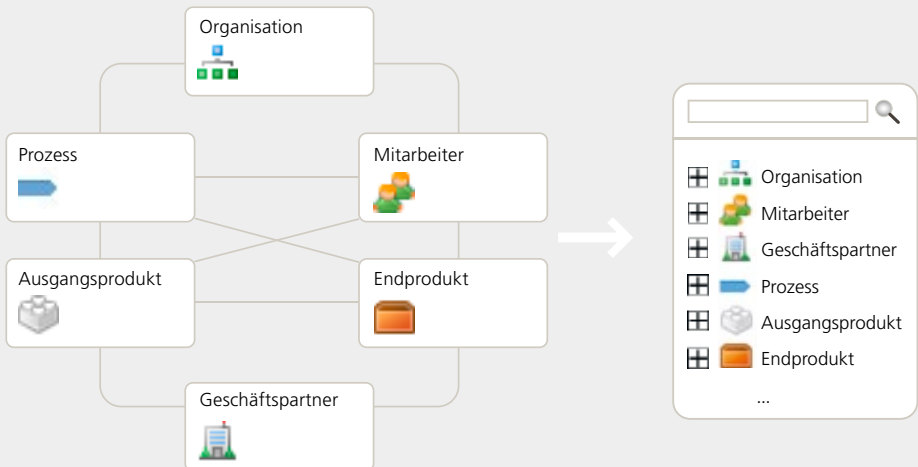 Organisation
Prozess
Mitarbeiter
Ausgangsprodukt
Endprodukt
Geschäftspartner
Organisation
Mitarbeiter
Geschäftspartner
Prozess
Ausgangsprodukt
Endprodukt
...